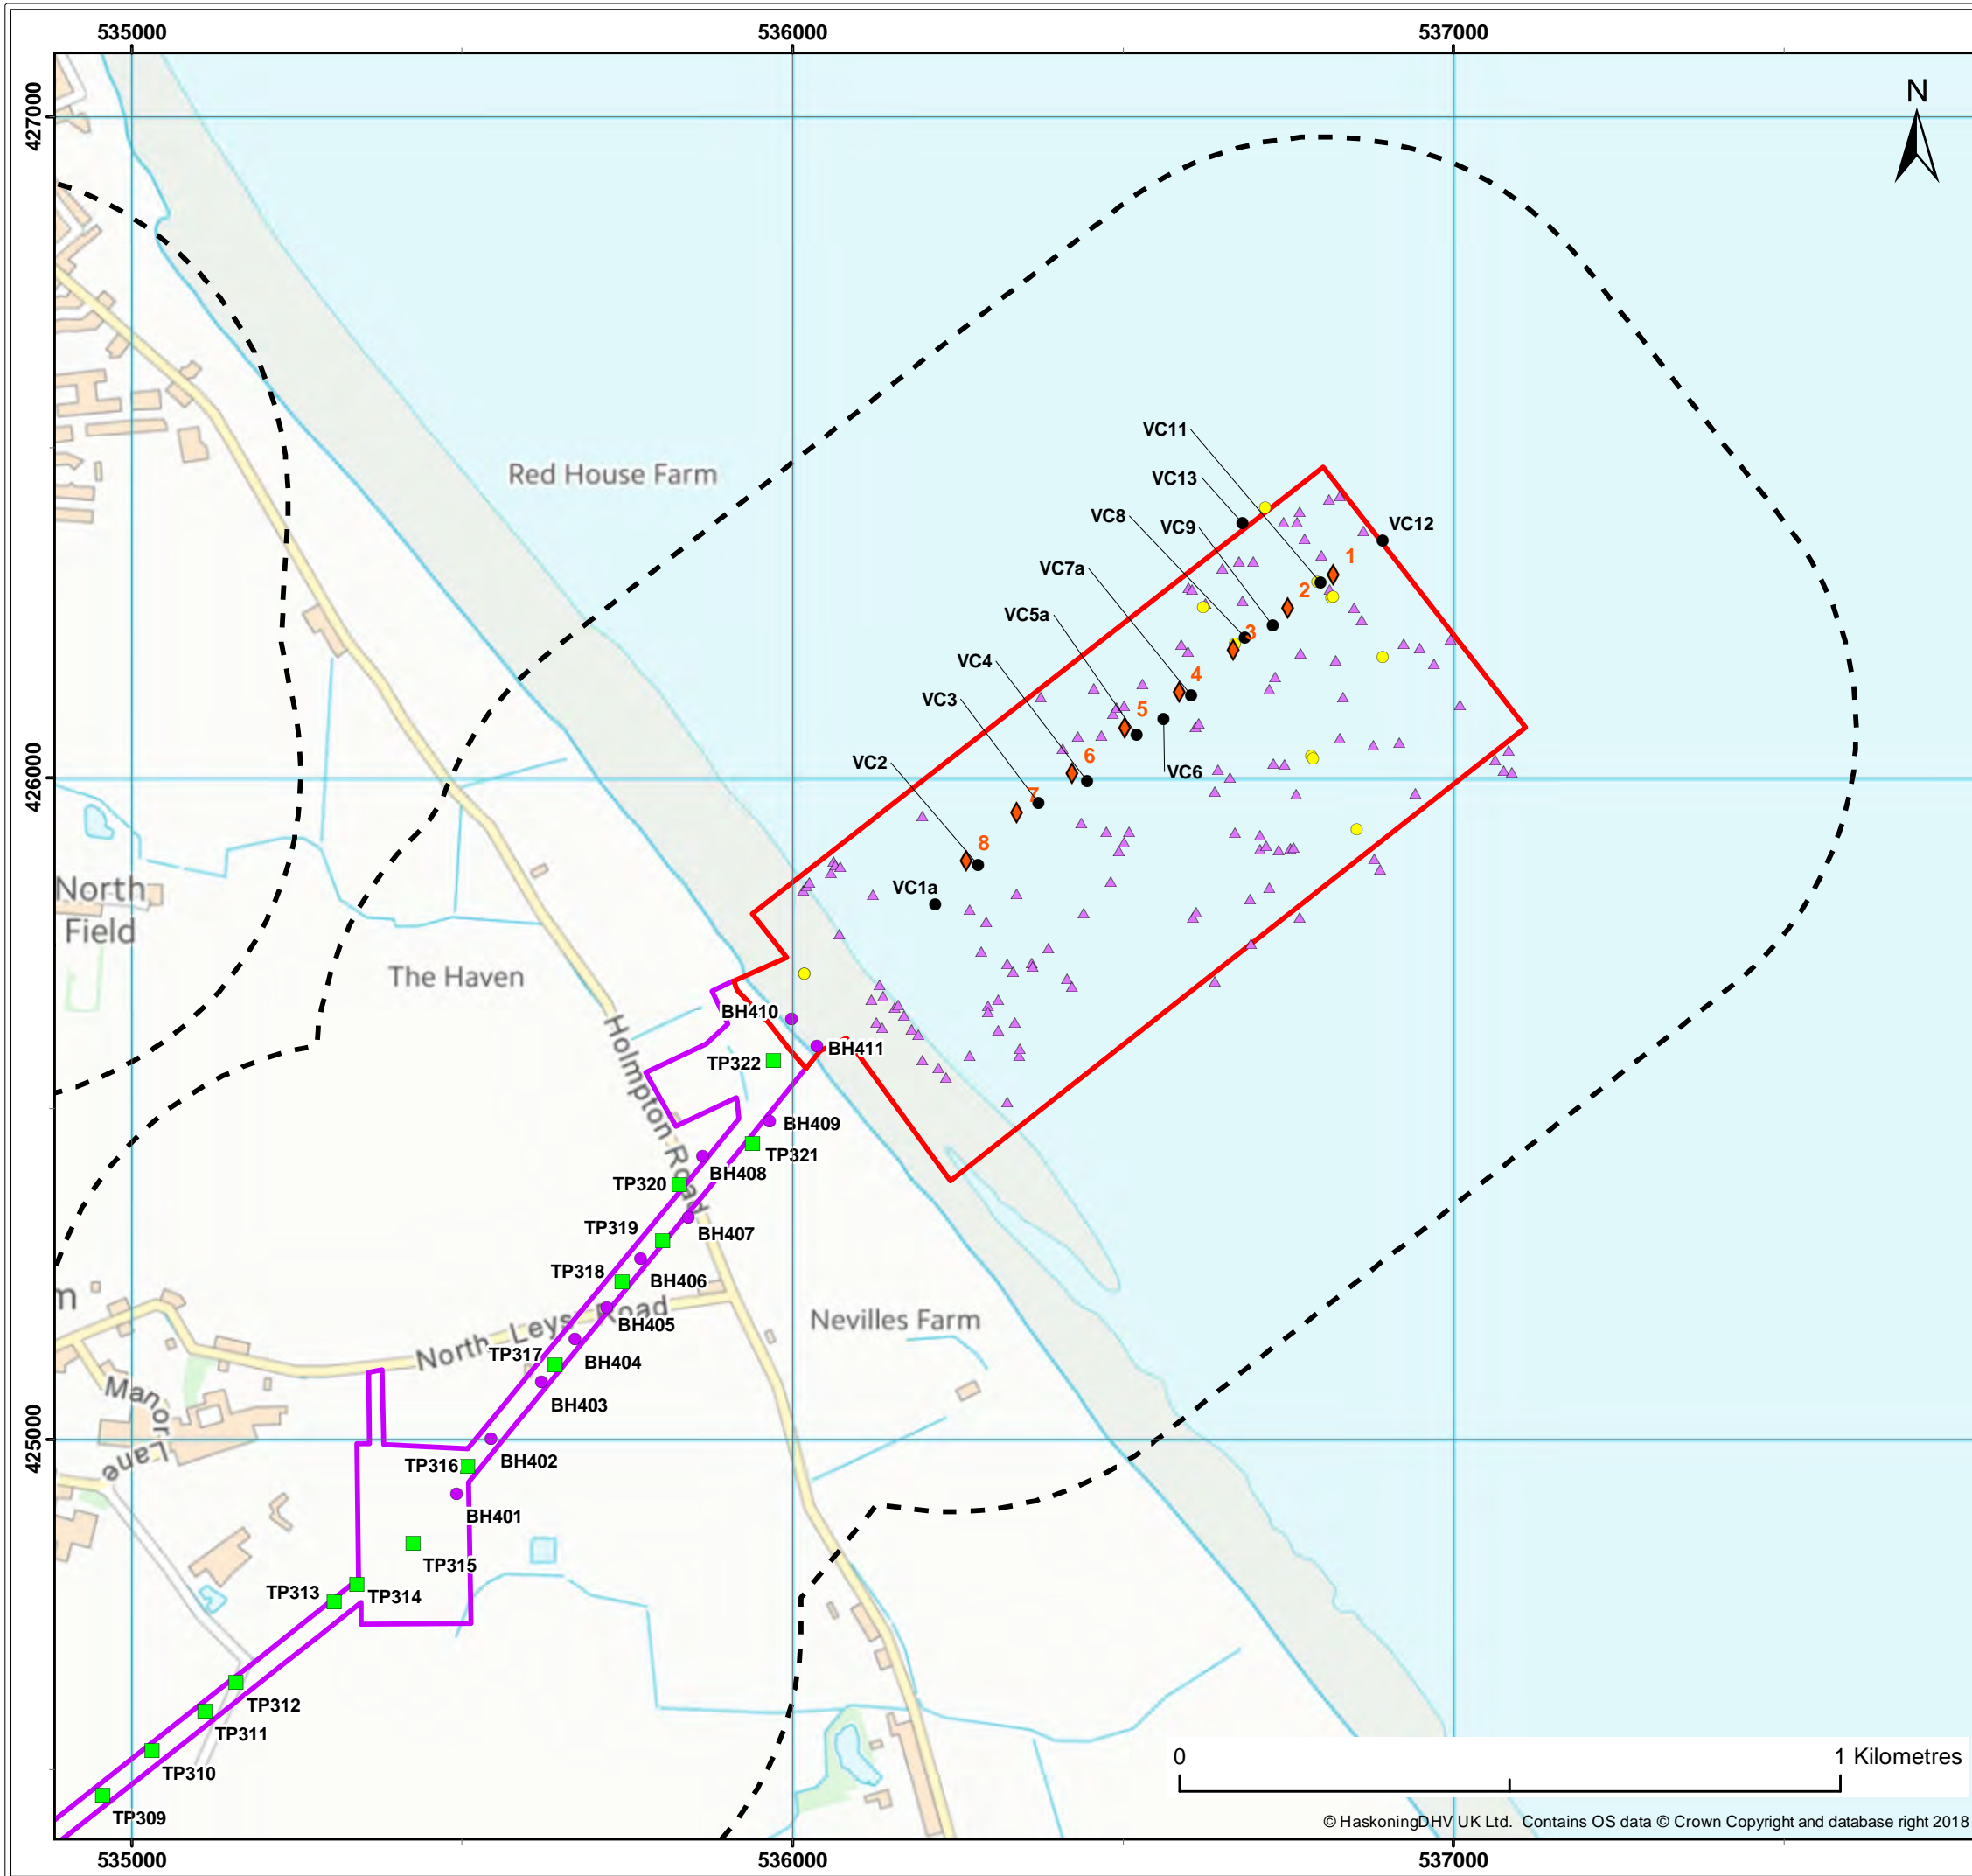 535000 536000 537000
427000
N
VC11
Red House Farm
VC13
VC8
VC9
VC12
1
VC7a
2
VC5a
3
VC4
4
VC3
5
6
VC2
VC6
426000
7
8
North
Field
VC1a
The Haven
BH410
BH411
Holmpton Road
TP322
BH409
TP321
BH408
TP320
TP319
BH407
TP318
BH406
m
North Leys Road
BH405
Nevilles Farm
TP317
BH404
Manor
Lane
BH403
425000
TP316
BH402
BH401
TP315
TP313
TP314
TP312
TP311
0 1 Kilometres
TP310
TP309
© HaskoningDHV UK Ltd. Contains OS data © Crown Copyright and database right 2018
535000 536000 537000